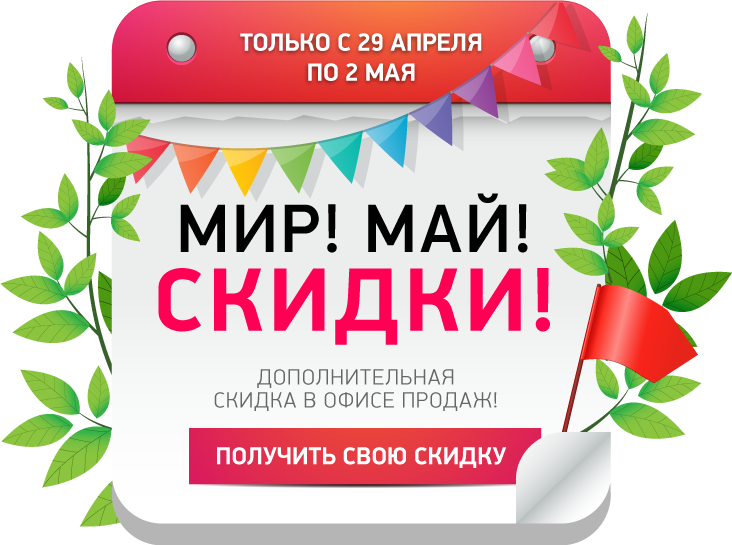 ТОЛЬКО С 29 АПРЕЛЯ
ПО 2 МАЯ
МИР! МАЙ!
СКИДКИ!
ДОПОЛНИТЕЛЬНАЯ
СКИДКА В ОФИСЕ ПРОДАЖ!
ПОЛУЧИТЬ СВОЮ СКИДКУ